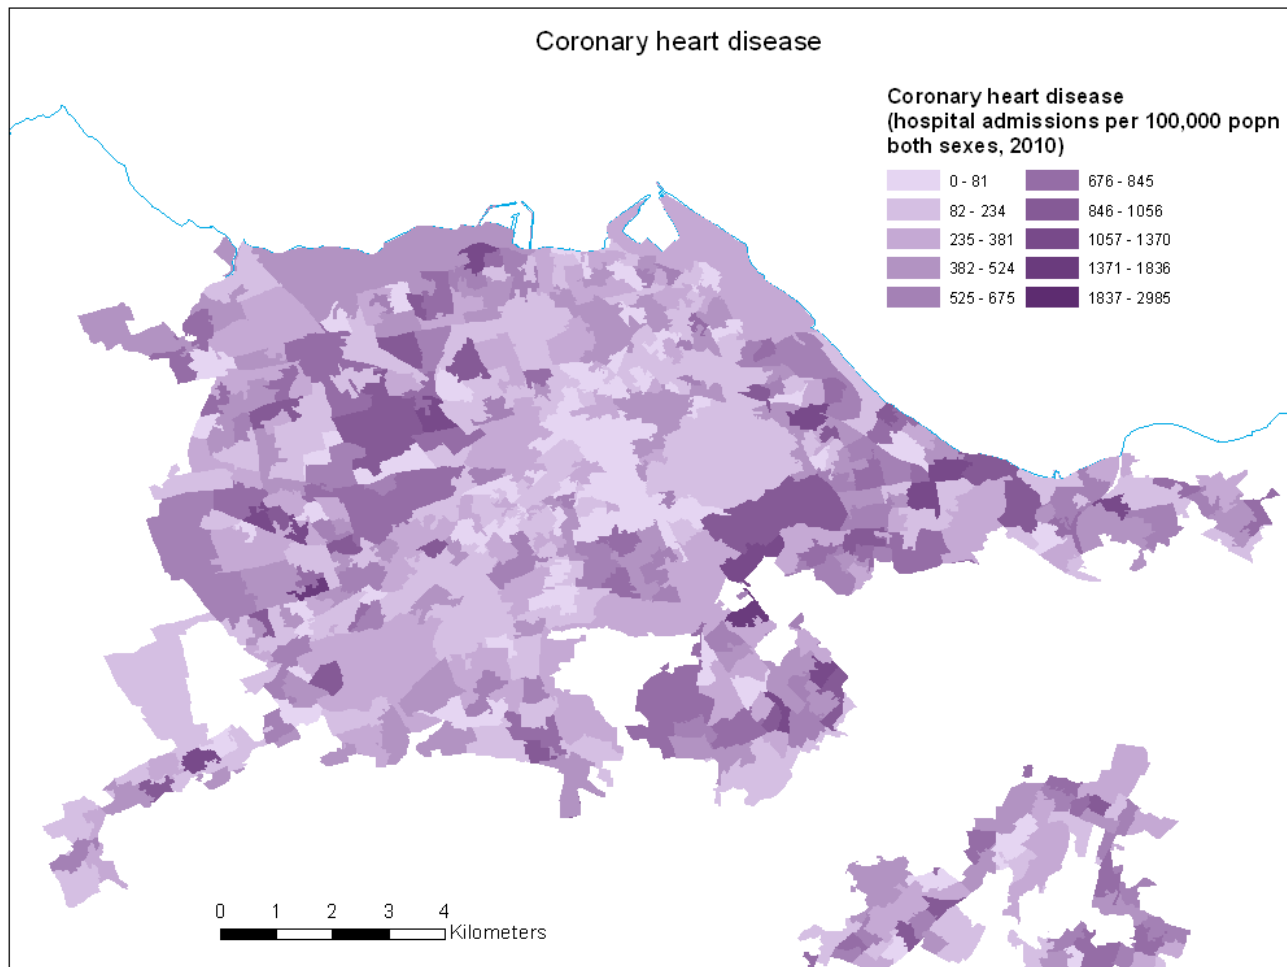 Coronary heart disease
Coronary heart disease
(hospital admissions per 100,000 popn
both sexes, 2010)
0 - 81
676 - 845
82 - 234
846 - 1056
235 - 381
1057 - 1370
382 - 524
1371 - 1836
525 - 675
1837 - 2985
0 1 2 3 4
Kilometers